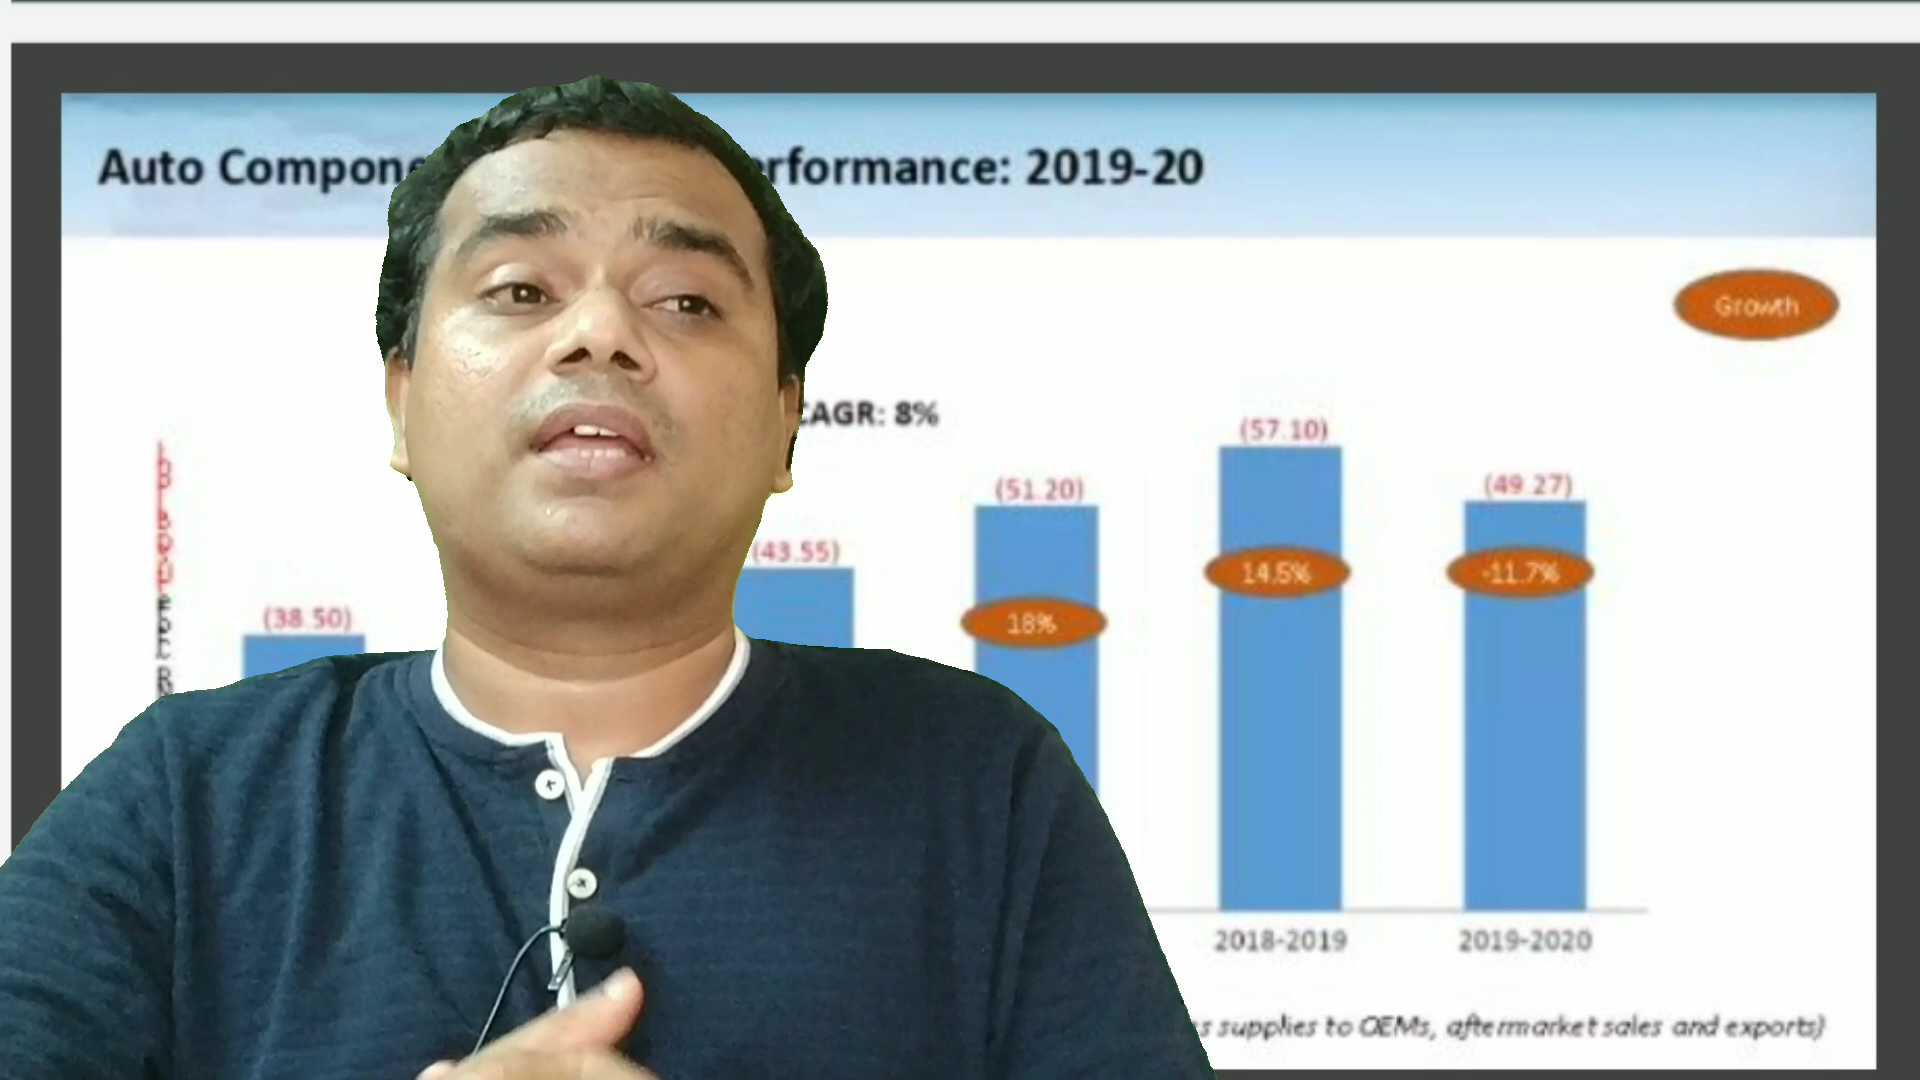 Auto Compone
rformance: 2019-20
Growth
CAGR: 8%
(57.10)
(49.27)
(51.20)
(43.55)
(38.50)
14.5%
-11.7%
18%
2018-2019
2019-2020
supplies to OEMs, aftermarket sales and exports)